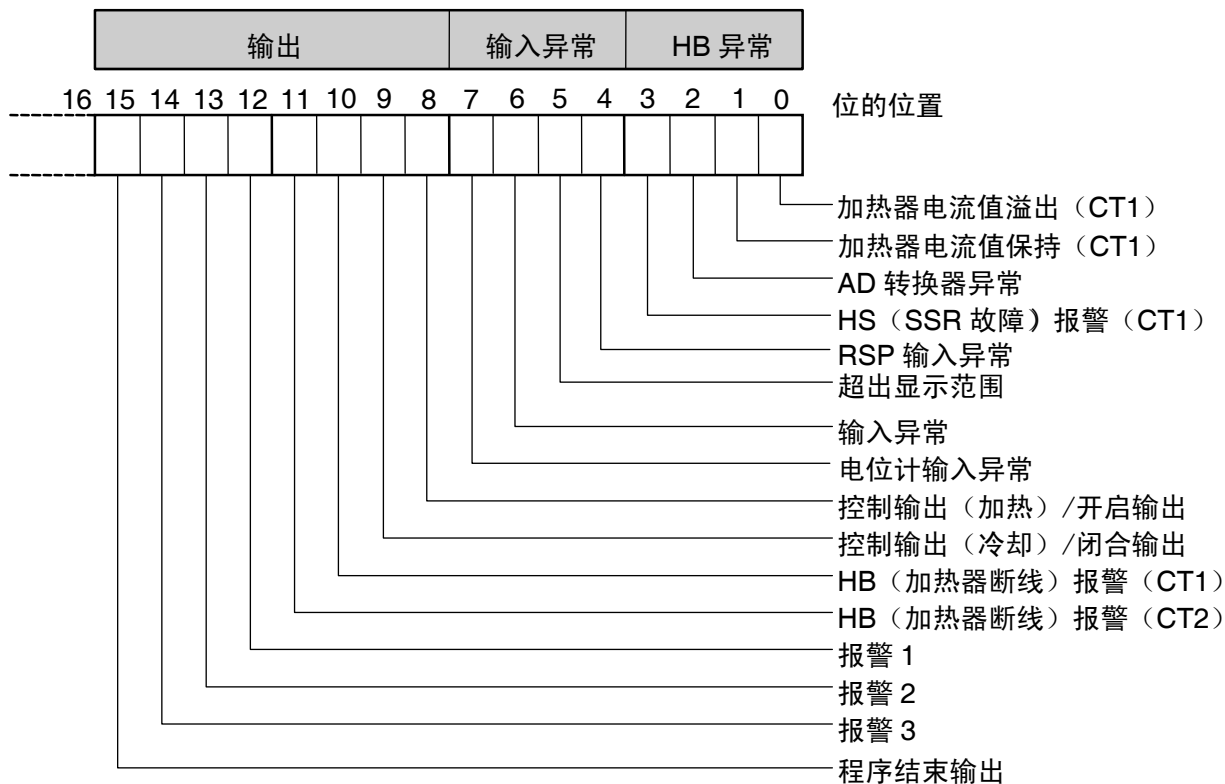 输出 输入异常 HB 异常
16 15 14 13 12 11 10 9 8 7 6 5 4 3 2 1 0 位的位置
加热器电流值溢出（CT1）
加热器电流值保持（CT1）
AD 转换器异常
HS（SSR 故障）报警（CT1）
RSP 输入异常
超出显示范围
输入异常
电位计输入异常
控制输出（加热）/开启输出
控制输出（冷却）/闭合输出
HB（加热器断线）报警（CT1）
HB（加热器断线）报警（CT2）
报警 1
报警 2
报警 3
程序结束输出